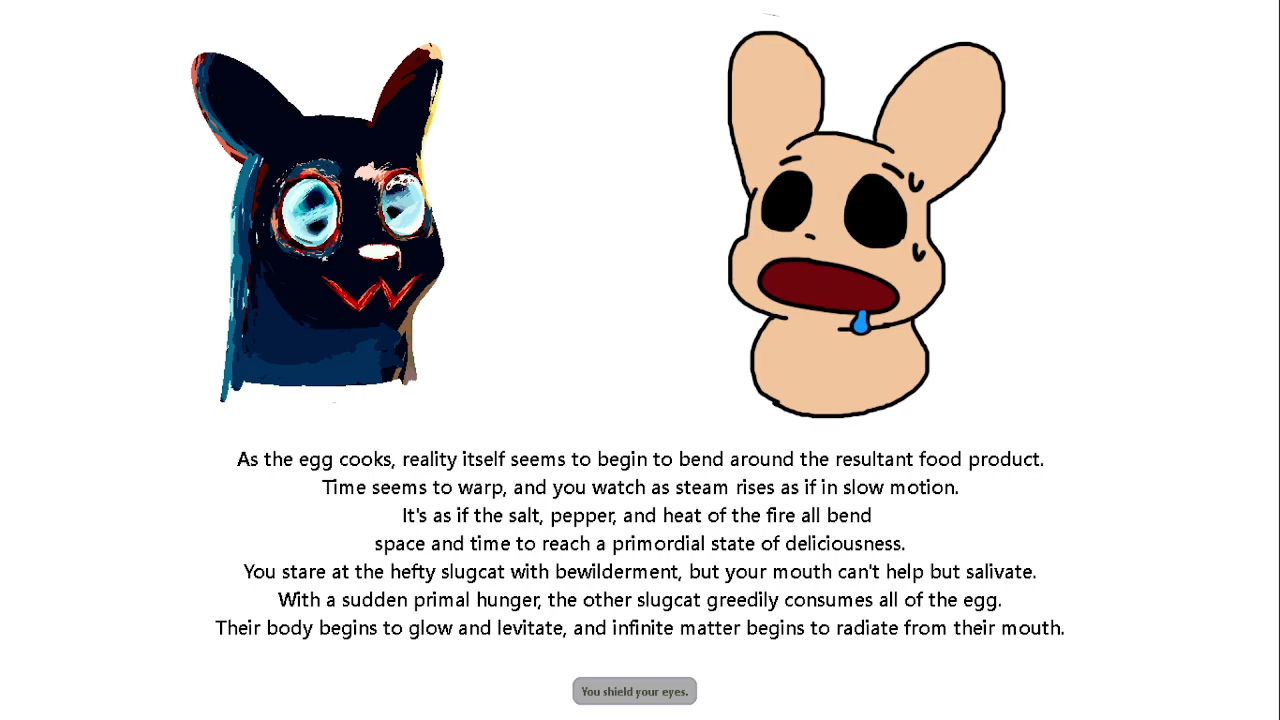 As the egg cooks, reality itself seems to begin to bend around the resultant food product.
Time seems to warp, and you watch as steam rises as if in slow motion.
It's as if the salt, pepper, and heat of the fire all bend
space and time to reach a primordial state of deliciousness.
You stare at the hefty slugcat with bewilderment, but your mouth can't help but salivate.
With a sudden primal hunger, the other slugcat greedily consumes all of the egg.
Their body begins to glow and levitate, and infinite matter begins to radiate from their mouth.
You shield your eyes.